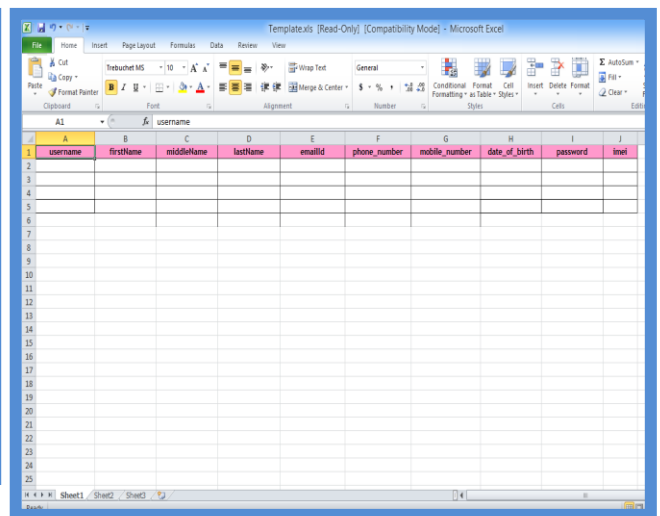 Template.xls [Read-Only] [Compatibility Mode] - Microsoft Excel
File Home Insert Page Layout Formulas Data Review View
Cut
Copy
Format Painter
Paste
Clipboard
Trebuchet MS 10 A A
B I U A
Font
Wrap Text
Merge & Center
Alignment
General
$ % ,
Number
Conditional Formatting
Format as Table
Cell Styles
Styles
Insert Delete Format
Cells
Σ AutoSum
Fill
Clear
A1 fx username
A B C D E F G H I J
1 username firstName middleName lastName emailId phone_number mobile_number date_of_birth password imei
2
3
4
5
6
7
8
9
10
11
12
13
14
15
16
17
18
19
20
21
22
23
24
25
Sheet1 Sheet2 Sheet3